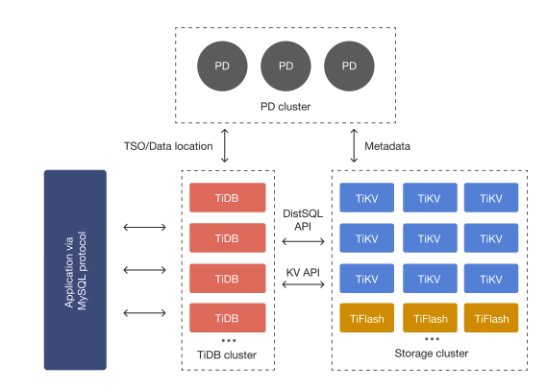 PD PD PD
PD cluster
TSO/Data location
Metadata
Application via
MySQL protocol
TiDB
TiDB
TiDB
TiDB
•••
TiDB cluster
DistSQL
API
KV API
TiKV TiKV TiKV
TiKV TiKV TiKV
TiKV TiKV TiKV
TiFlash TiFlash TiFlash
•••
Storage cluster